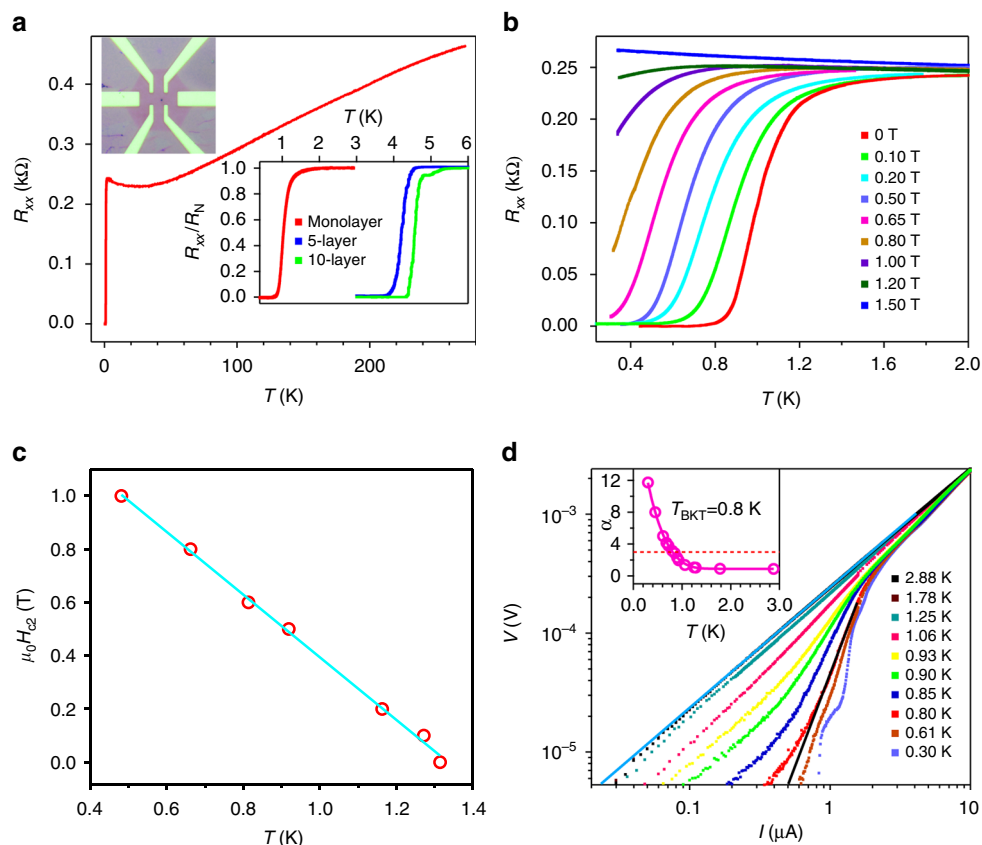 a
R_xx (kΩ)
0.4
0.3
0.2
0.1
0.0
0
100
200
T (K)
T (K)
1 2 3 4 5 6
R_xx/R_N
1.0
0.8
0.6
0.4
0.2
0.0
Monolayer
5-layer
10-layer
b
R_xx (kΩ)
0.25
0.20
0.15
0.10
0.05
0.00
0.4 0.8 1.2 1.6 2.0
T (K)
0 T
0.10 T
0.20 T
0.50 T
0.65 T
0.80 T
1.00 T
1.20 T
1.50 T
c
μ₀H_c2 (T)
1.0
0.8
0.6
0.4
0.2
0.0
0.4 0.6 0.8 1.0 1.2 1.4
T (K)
d
V (V)
10⁻³
10⁻⁴
10⁻⁵
0.1 1 10
I (μA)
α
12
8
4
0
0.0 1.0 2.0 3.0
T (K)
T_BKT=0.8 K
2.88 K
1.78 K
1.25 K
1.06 K
0.93 K
0.90 K
0.85 K
0.80 K
0.61 K
0.30 K